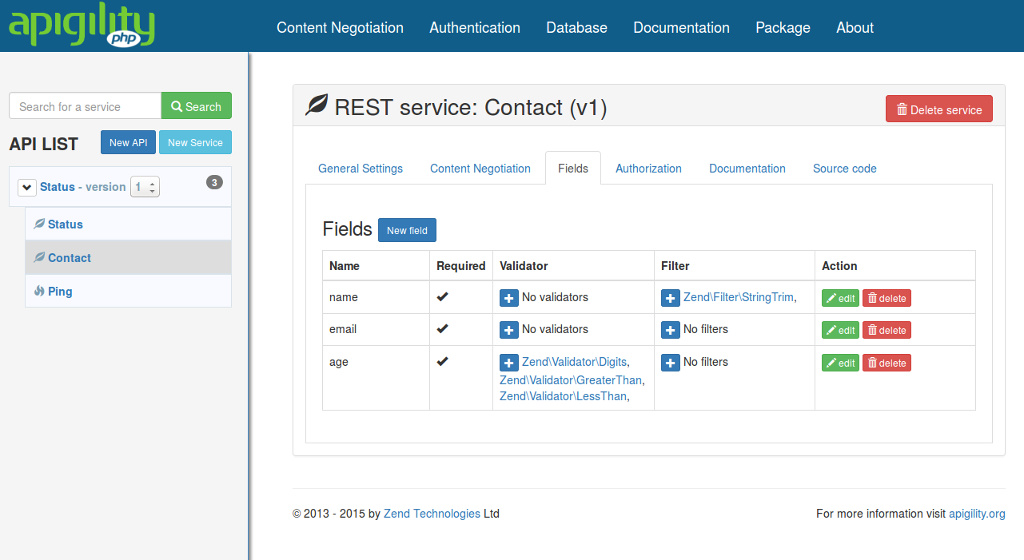 apigility
php
Content Negotiation Authentication Database Documentation Package About
Search for a service Search
API LIST New API New Service
Status - version 1 3
Status
Contact
Ping
REST service: Contact (v1) Delete service
General Settings Content Negotiation Fields Authorization Documentation Source code
Fields New field
Name Required Validator Filter Action
name No validators Zend\Filter\StringTrim, edit delete
email No validators No filters edit delete
age Zend\Validator\Digits, No filters edit delete
Zend\Validator\GreaterThan,
Zend\Validator\LessThan,
© 2013 - 2015 by Zend Technologies Ltd For more information visit apigility.org